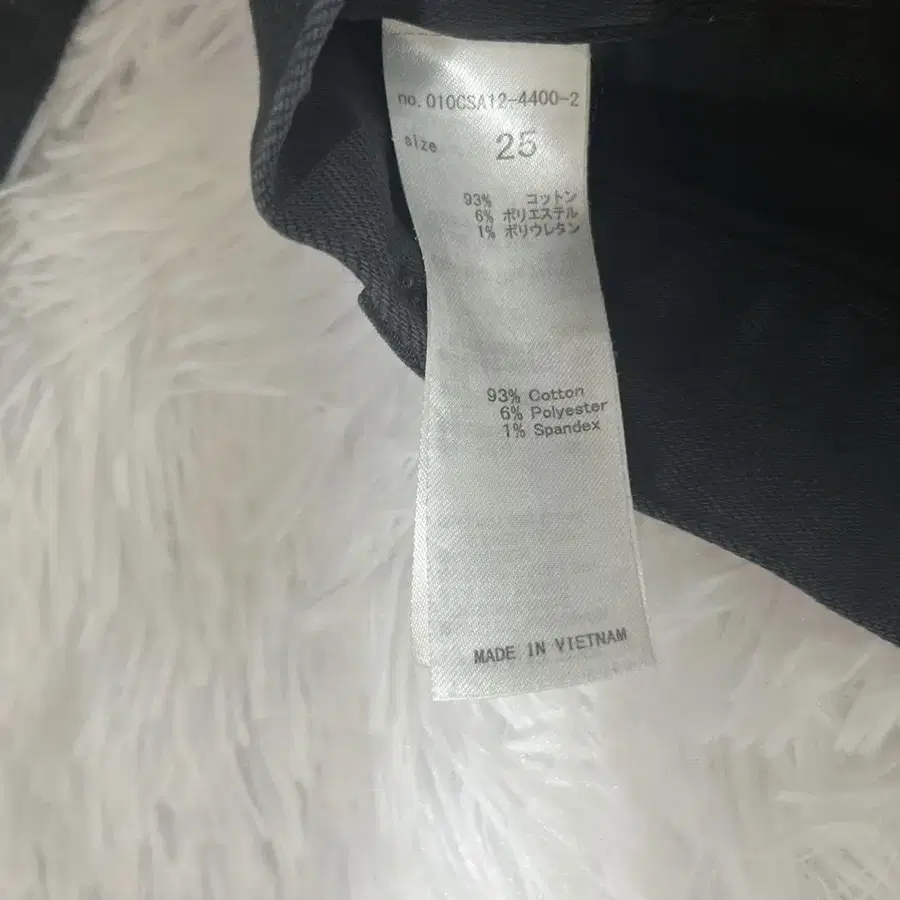 no. 010CSA12-4400-2
size 25
93% コットン
6% ポリエステル
1% ポリウレタン
93% Cotton
6% Polyester
1% Spandex
MADE IN VIETNAM